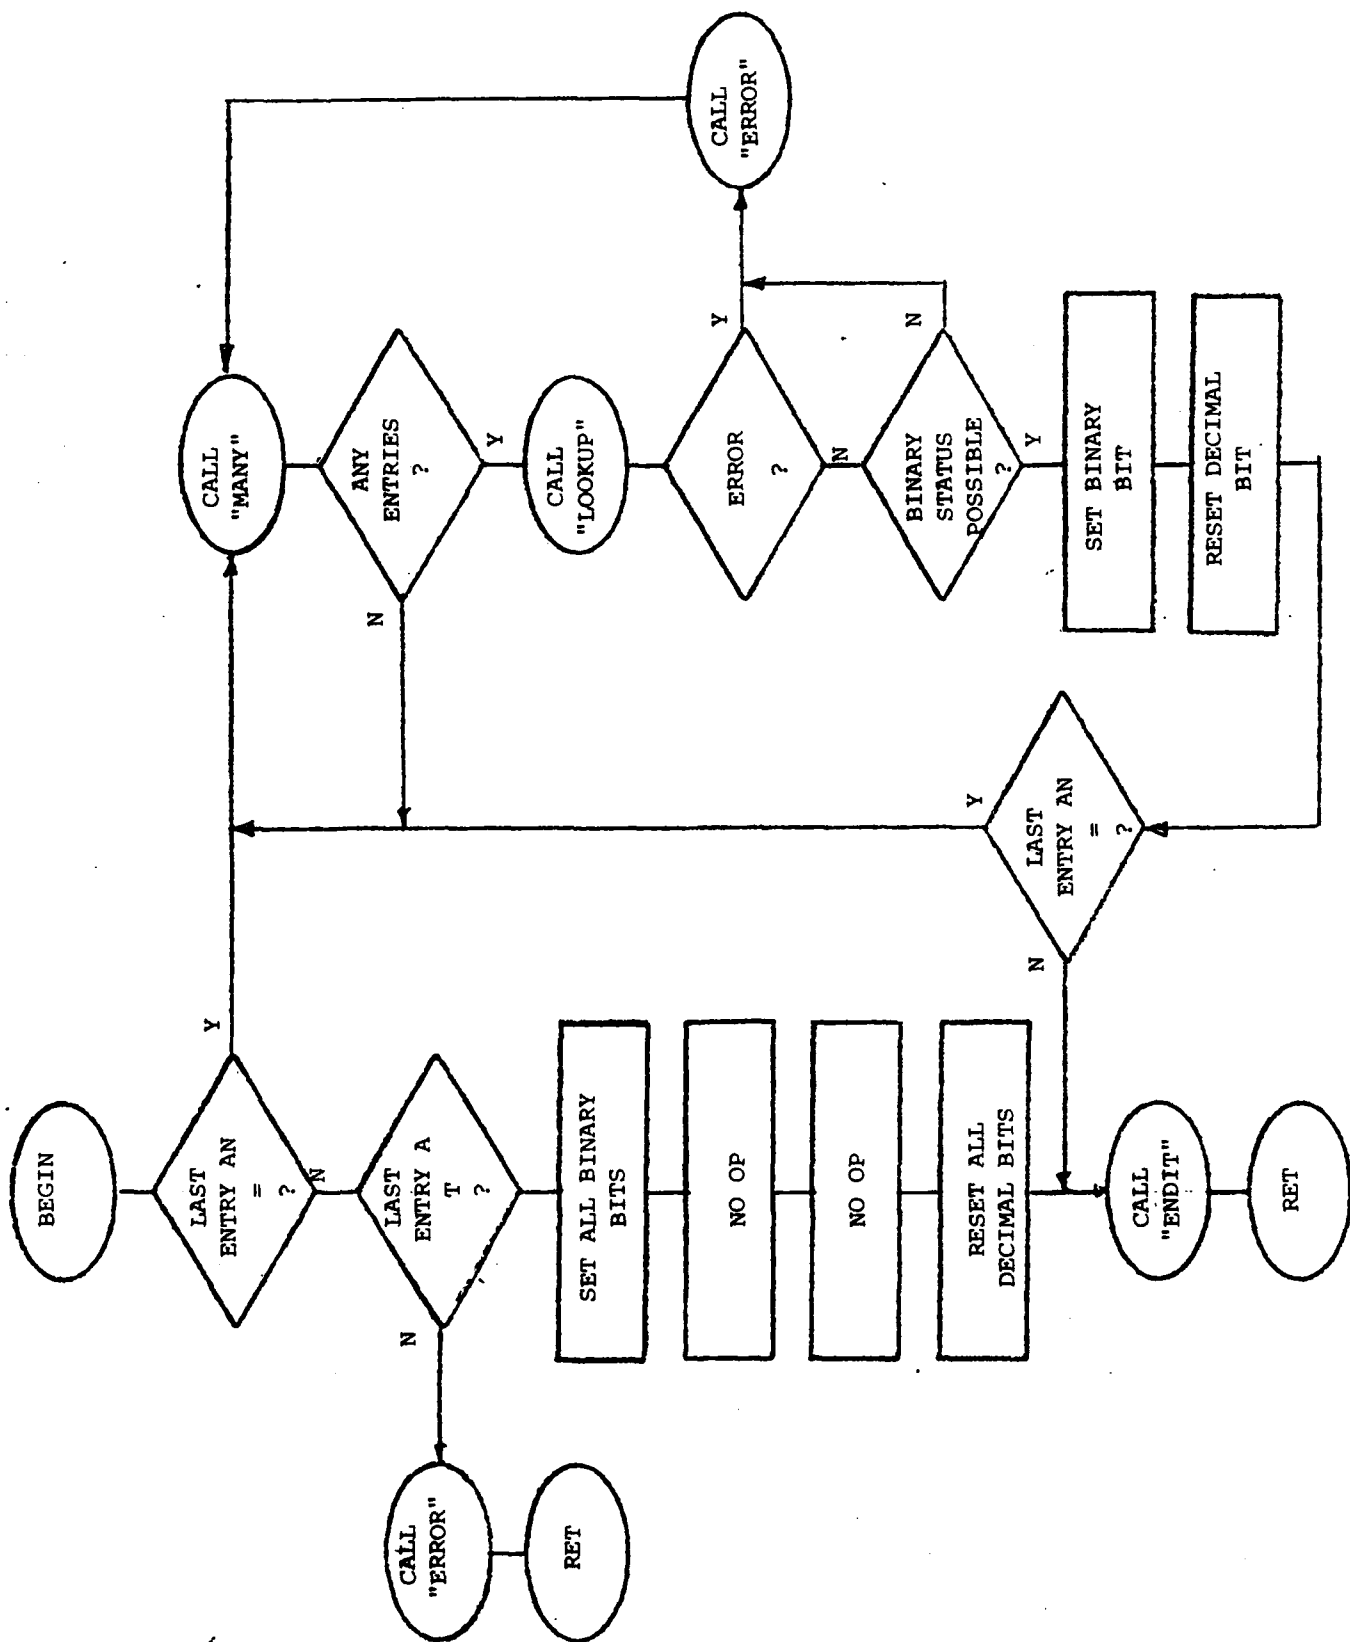 BEGIN
LAST
ENTRY AN
=
?
Y
N
LAST
ENTRY A
T
?
N
CALL
"ERROR"
RET
SET ALL BINARY
BITS
NO OP
NO OP
RESET ALL
DECIMAL BITS
CALL
"ENDIT"
RET
CALL
"MANY"
ANY
ENTRIES
?
N
Y
CALL
"LOOKUP"
ERROR
?
Y
N
CALL
"ERROR"
BINARY
STATUS
POSSIBLE
?
N
Y
SET BINARY
BIT
RESET DECIMAL
BIT
LAST
ENTRY AN
=
?
Y
N